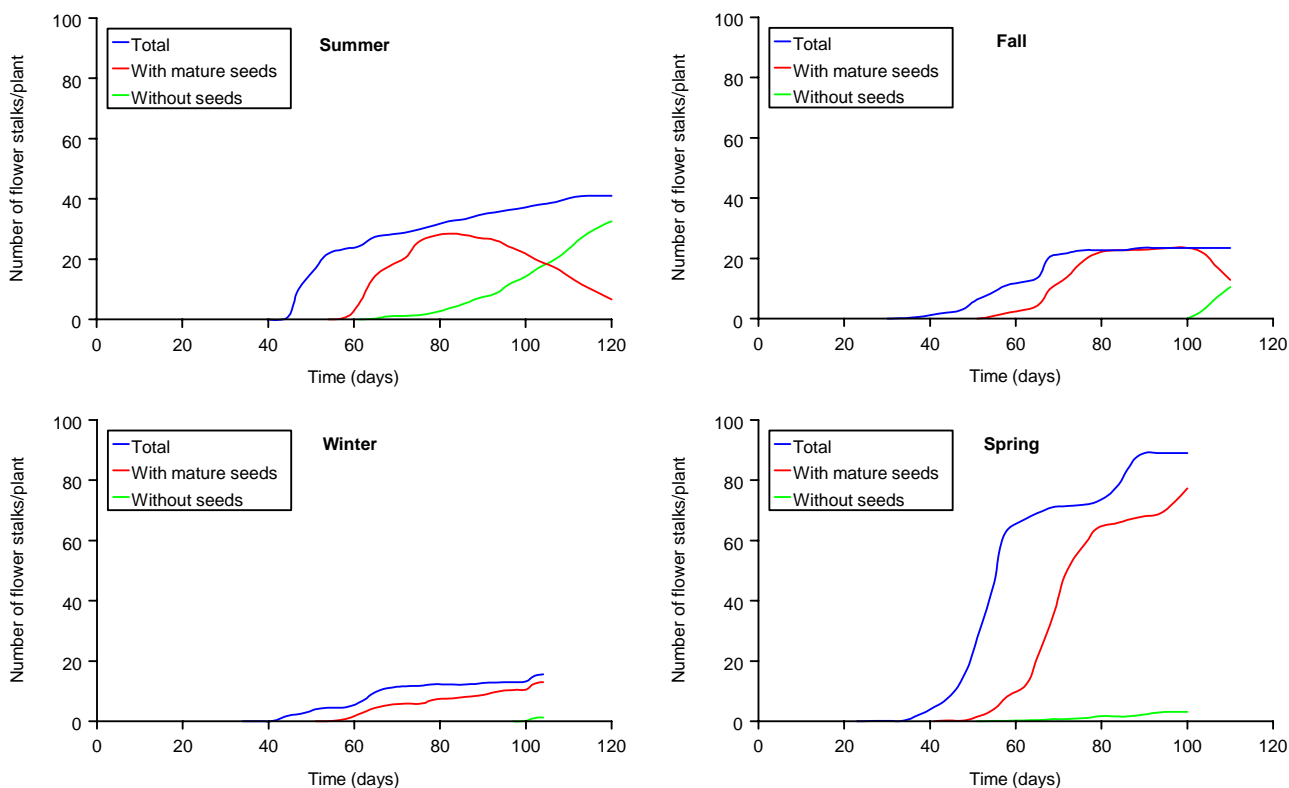 Summer
Total
With mature seeds
Without seeds
Number of flower stalks/plant
100
80
60
40
20
0
0 20 40 60 80 100 120
Time (days)
Fall
Total
With mature seeds
Without seeds
Number of flower stalks/plant
100
80
60
40
20
0
0 20 40 60 80 100 120
Time (days)
Winter
Total
With mature seeds
Without seeds
Number of flower stalks/plant
100
80
60
40
20
0
0 20 40 60 80 100 120
Time (days)
Spring
Total
With mature seeds
Without seeds
Number of flower stalks/plant
100
80
60
40
20
0
0 20 40 60 80 100 120
Time (days)